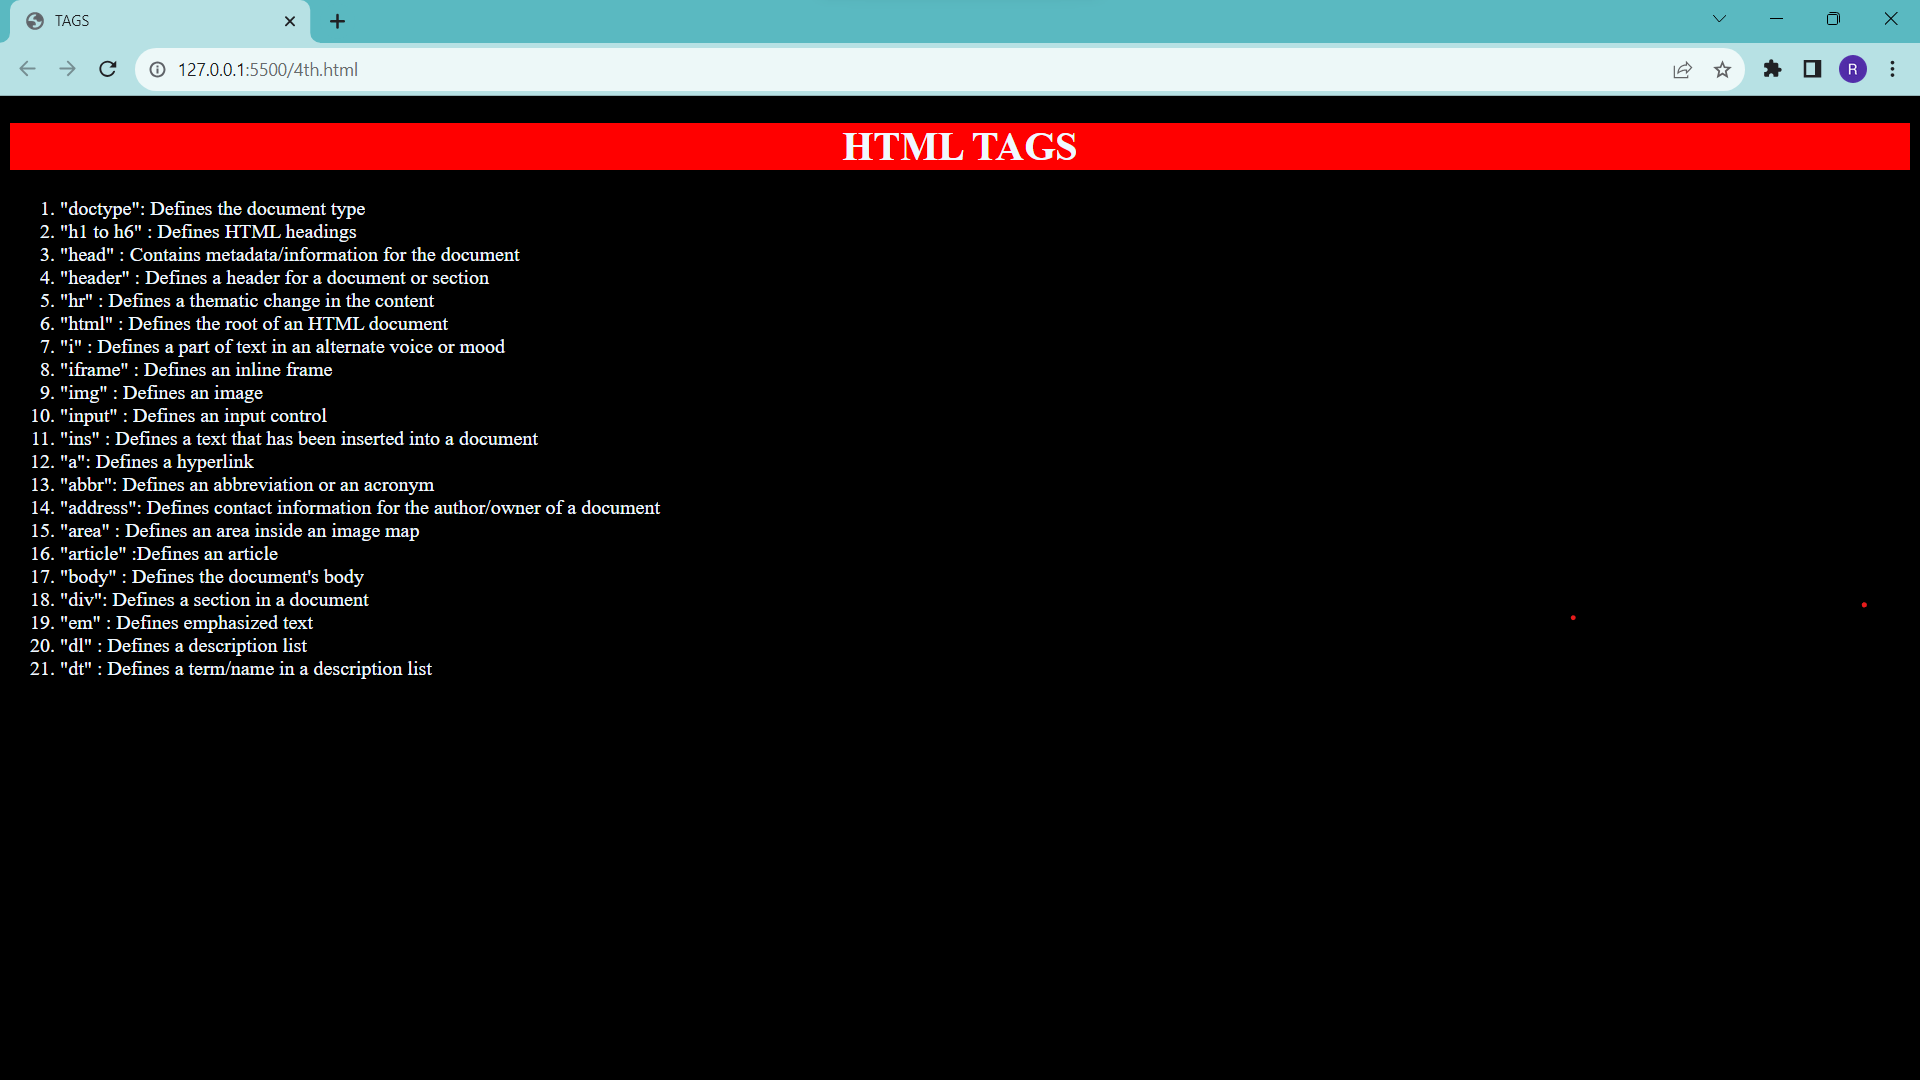 TAGS
127.0.0.1:5500/4th.html
R
HTML TAGS
1. "doctype": Defines the document type
2. "h1 to h6" : Defines HTML headings
3. "head" : Contains metadata/information for the document
4. "header" : Defines a header for a document or section
5. "hr" : Defines a thematic change in the content
6. "html" : Defines the root of an HTML document
7. "i" : Defines a part of text in an alternate voice or mood
8. "iframe" : Defines an inline frame
9. "img" : Defines an image
10. "input" : Defines an input control
11. "ins" : Defines a text that has been inserted into a document
12. "a": Defines a hyperlink
13. "abbr": Defines an abbreviation or an acronym
14. "address": Defines contact information for the author/owner of a document
15. "area" : Defines an area inside an image map
16. "article" :Defines an article
17. "body" : Defines the document's body
18. "div": Defines a section in a document
19. "em" : Defines emphasized text
20. "dl" : Defines a description list
21. "dt" : Defines a term/name in a description list